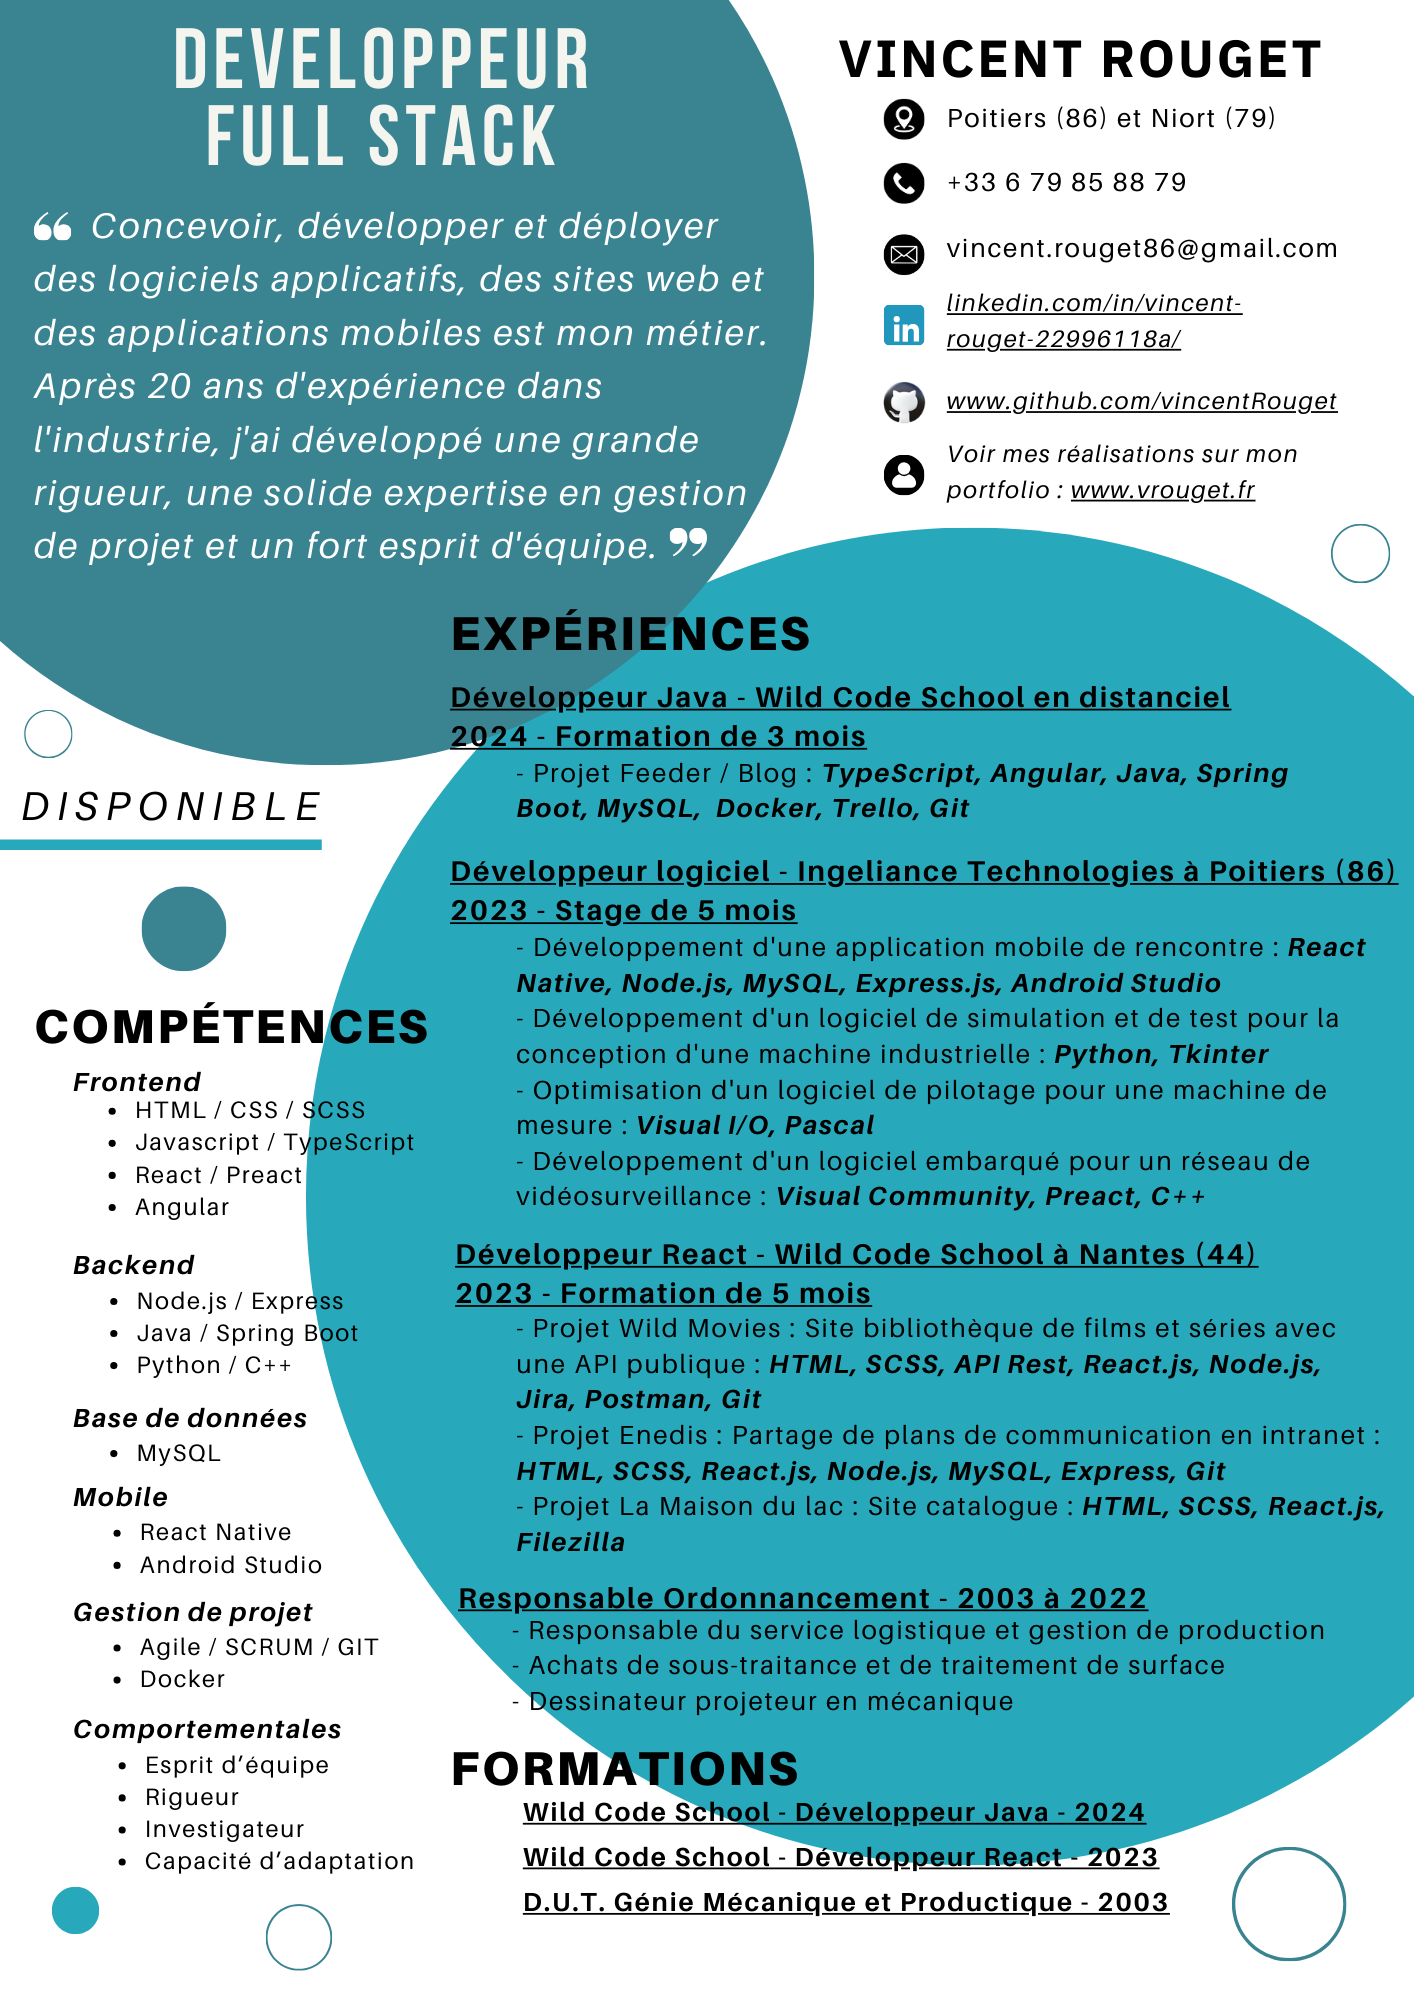 DEVELOPPEUR
FULL STACK
❝ Concevoir, développer et déployer
des logiciels applicatifs, des sites web et
des applications mobiles est mon métier.
Après 20 ans d'expérience dans
l'industrie, j'ai développé une grande
rigueur, une solide expertise en gestion
de projet et un fort esprit d'équipe. ❞
VINCENT ROUGET
Poitiers (86) et Niort (79)
+33 6 79 85 88 79
vincent.rouget86@gmail.com
linkedin.com/in/vincent-
rouget-22996118a/
www.github.com/vincentRouget
Voir mes réalisations sur mon
portfolio : www.vrouget.fr
DISPONIBLE
COMPÉTENCES
Frontend
• HTML / CSS / SCSS
• Javascript / TypeScript
• React / Preact
• Angular
Backend
• Node.js / Express
• Java / Spring Boot
• Python / C++
Base de données
• MySQL
Mobile
• React Native
• Android Studio
Gestion de projet
• Agile / SCRUM / GIT
• Docker
Comportementales
• Esprit d’équipe
• Rigueur
• Investigateur
• Capacité d’adaptation
EXPÉRIENCES
Développeur Java - Wild Code School en distanciel
2024 - Formation de 3 mois
- Projet Feeder / Blog : TypeScript, Angular, Java, Spring
Boot, MySQL, Docker, Trello, Git
Développeur logiciel - Ingeliance Technologies à Poitiers (86)
2023 - Stage de 5 mois
- Développement d'une application mobile de rencontre : React
Native, Node.js, MySQL, Express.js, Android Studio
- Développement d'un logiciel de simulation et de test pour la
conception d'une machine industrielle : Python, Tkinter
- Optimisation d'un logiciel de pilotage pour une machine de
mesure : Visual I/O, Pascal
- Développement d'un logiciel embarqué pour un réseau de
vidéosurveillance : Visual Community, Preact, C++
Développeur React - Wild Code School à Nantes (44)
2023 - Formation de 5 mois
- Projet Wild Movies : Site bibliothèque de films et séries avec
une API publique : HTML, SCSS, API Rest, React.js, Node.js,
Jira, Postman, Git
- Projet Enedis : Partage de plans de communication en intranet :
HTML, SCSS, React.js, Node.js, MySQL, Express, Git
- Projet La Maison du lac : Site catalogue : HTML, SCSS, React.js,
Filezilla
Responsable Ordonnancement - 2003 à 2022
- Responsable du service logistique et gestion de production
- Achats de sous-traitance et de traitement de surface
- Dessinateur projeteur en mécanique
FORMATIONS
Wild Code School - Développeur Java - 2024
Wild Code School - Développeur React - 2023
D.U.T. Génie Mécanique et Productique - 2003